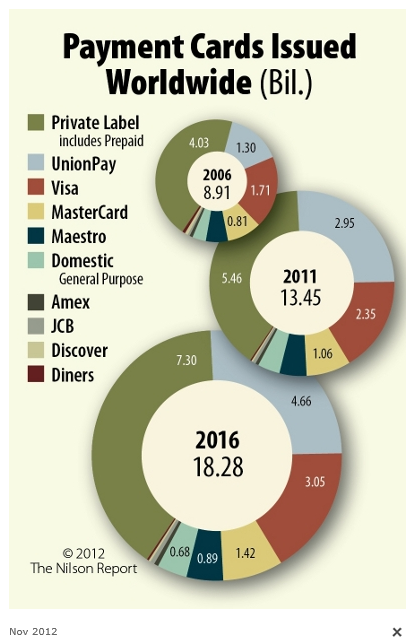 Payment Cards Issued
Worldwide (Bil.)
Private Label
includes Prepaid
UnionPay
Visa
MasterCard
Maestro
Domestic
General Purpose
Amex
JCB
Discover
Diners
4.03
1.30
1.71
0.81
2006
8.91
5.46
2.95
2.35
1.06
2011
13.45
7.30
4.66
3.05
1.42
0.89
0.68
2016
18.28
© 2012
The Nilson Report
Nov 2012
×